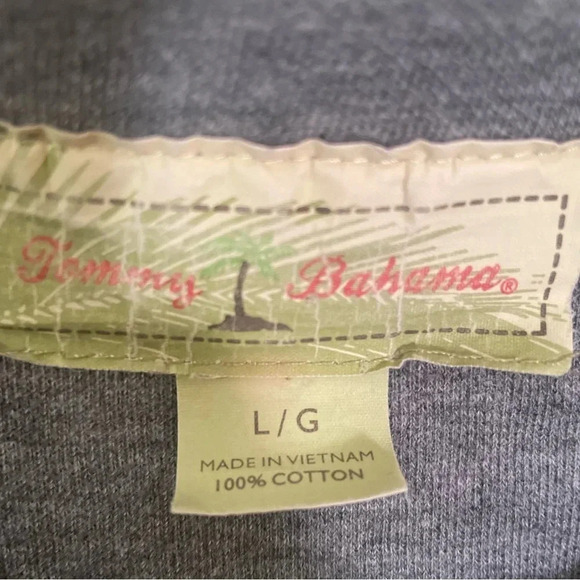 Tommy Bahama®
L/G
MADE IN VIETNAM
100% COTTON